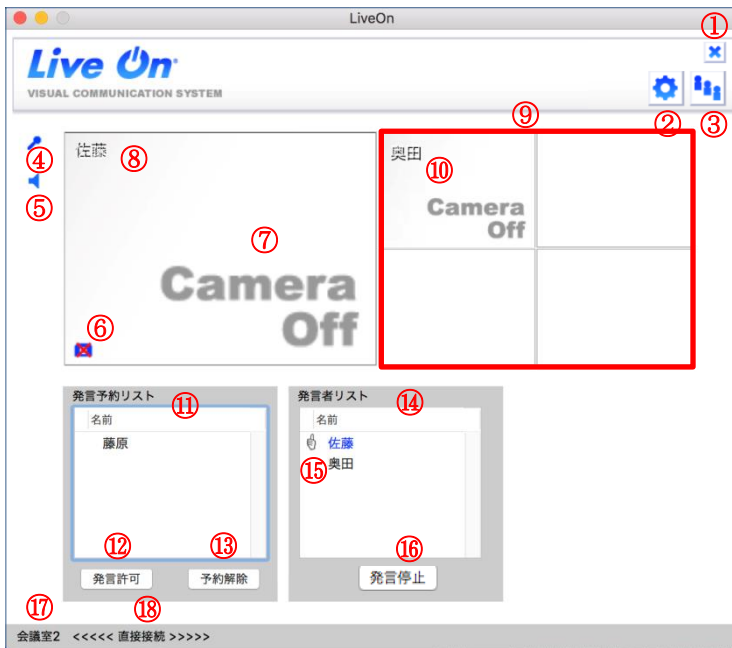 LiveOn
①
Live On
VISUAL COMMUNICATION SYSTEM
② ③
④ 佐藤 ⑧
⑨
奥田
⑩
⑤
⑦
Camera
Off
Camera
Off
⑥
発言予約リスト
⑪
名前
藤原
⑫ ⑬
発言許可 予約解除
発言者リスト
⑭
名前
佐藤
⑮ 奥田
⑯
発言停止
⑰ ⑱
会議室2 <<<<< 直接接続 >>>>>